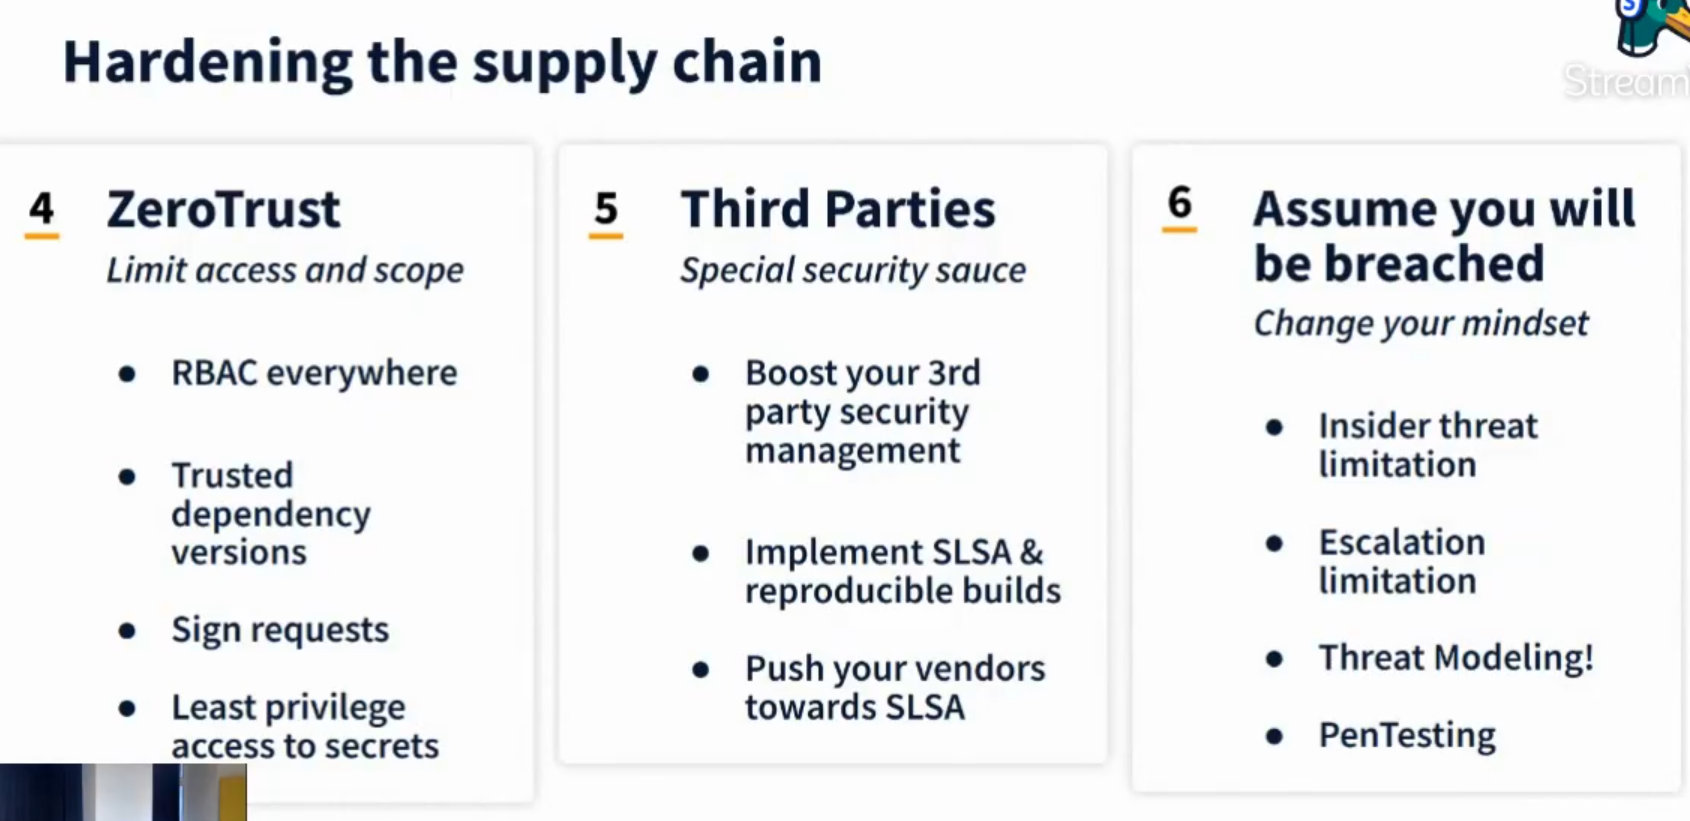 Hardening the supply chain
Stream
4
ZeroTrust
Limit access and scope
● RBAC everywhere
● Trusted
dependency
versions
● Sign requests
● Least privilege
access to secrets
5
Third Parties
Special security sauce
● Boost your 3rd
party security
management
● Implement SLSA &
reproducible builds
● Push your vendors
towards SLSA
6
Assume you will
be breached
Change your mindset
● Insider threat
limitation
● Escalation
limitation
● Threat Modeling!
● PenTesting